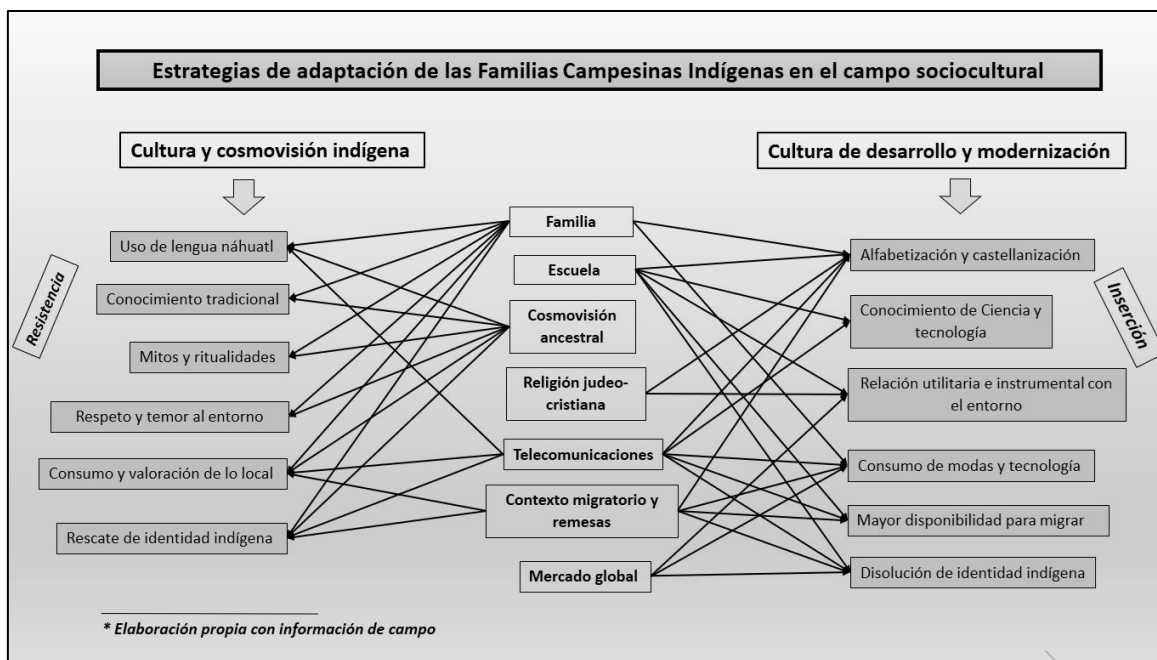 Estrategias de adaptación de las Familias Campesinas Indígenas en el campo sociocultural
Cultura y cosmovisión indígena
Cultura de desarrollo y modernización
Resistencia
Uso de lengua náhuatl
Conocimiento tradicional
Mitos y ritualidades
Respeto y temor al entorno
Consumo y valoración de lo local
Rescate de identidad indígena
Familia
Escuela
Cosmovisión
ancestral
Religión judeo-
cristiana
Telecomunicaciones
Contexto migratorio y
remesas
Mercado global
Alfabetización y castellanización
Conocimiento de Ciencia y
tecnología
Relación utilitaria e instrumental con
el entorno
Consumo de modas y tecnología
Mayor disponibilidad para migrar
Disolución de identidad indígena
Inserción
* Elaboración propia con información de campo